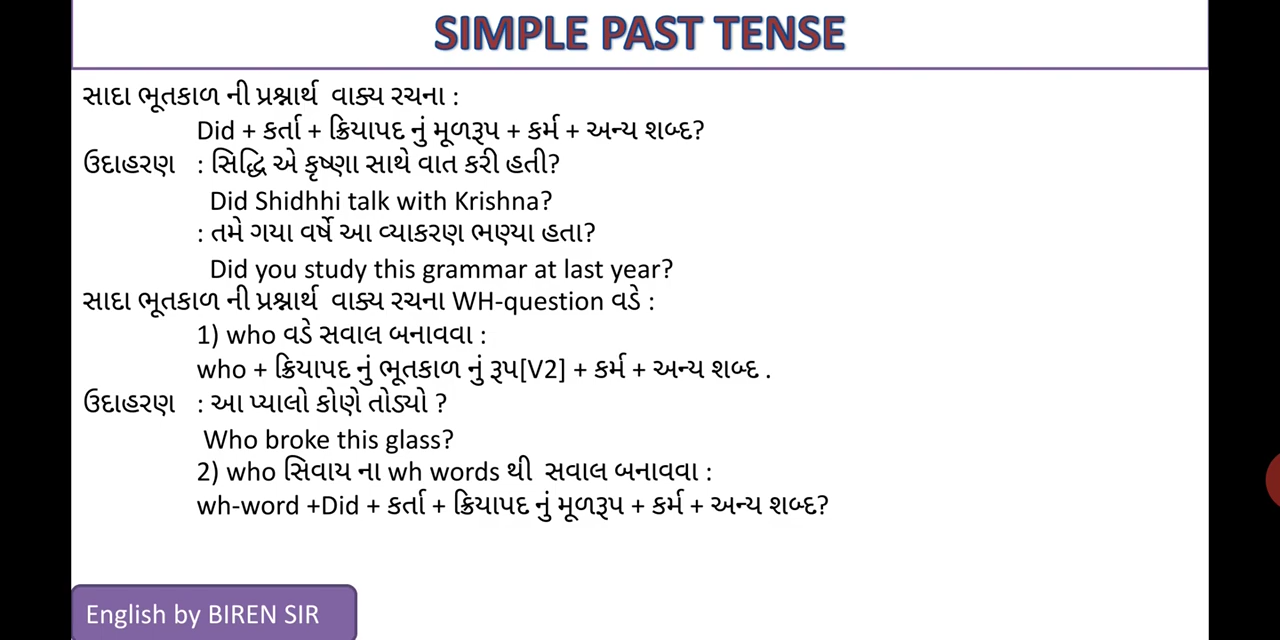 SIMPLE PAST TENSE
સાદા ભૂતકાળ ની પ્રશ્નાર્થ વાક્ય રચના :
Did + કર્તા + ક્રિયાપદ નું મૂળરૂપ + કર્મ + અન્ય શબ્દ?
ઉદાહરણ : સિદ્ધિ એ કૃષ્ણા સાથે વાત કરી હતી?
Did Shidhhi talk with Krishna?
: તમે ગયા વર્ષે આ વ્યાકરણ ભણ્યા હતા?
Did you study this grammar at last year?
સાદા ભૂતકાળ ની પ્રશ્નાર્થ વાક્ય રચના WH-question વડે :
1) who વડે સવાલ બનાવવા :
who + ક્રિયાપદ નું ભૂતકાળ નું રૂપ[V2] + કર્મ + અન્ય શબ્દ .
ઉદાહરણ : આ પ્યાલો કોણે તોડ્યો ?
Who broke this glass?
2) who સિવાય ના wh words થી સવાલ બનાવવા :
wh-word +Did + કર્તા + ક્રિયાપદ નું મૂળરૂપ + કર્મ + અન્ય શબ્દ?
English by BIREN SIR